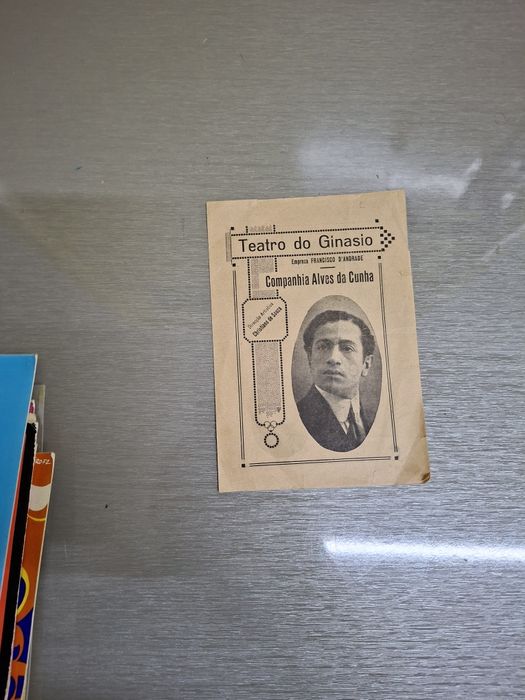 Teatro do Ginasio
Empreza FRANCISCO D'ANDRADE
Companhia Alves da Cunha
Direcção Artistica
Christiano de Souza